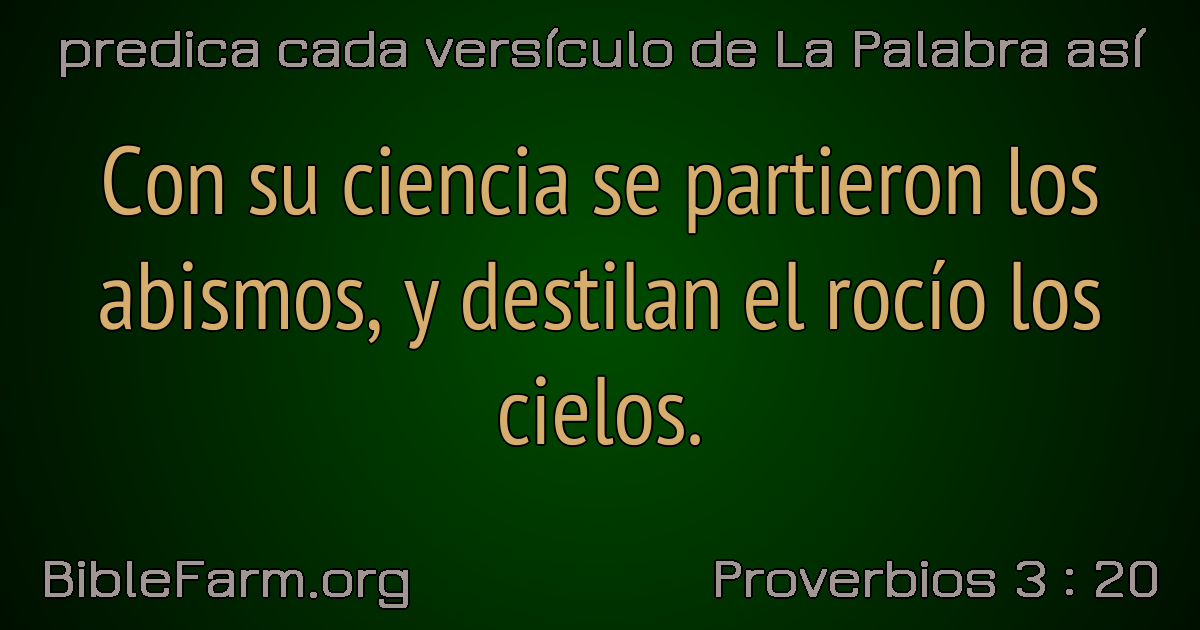 predica cada versículo de La Palabra así
Con su ciencia se partieron los
abismos, y destilan el rocío los
cielos.
BibleFarm.org
Proverbios 3 : 20